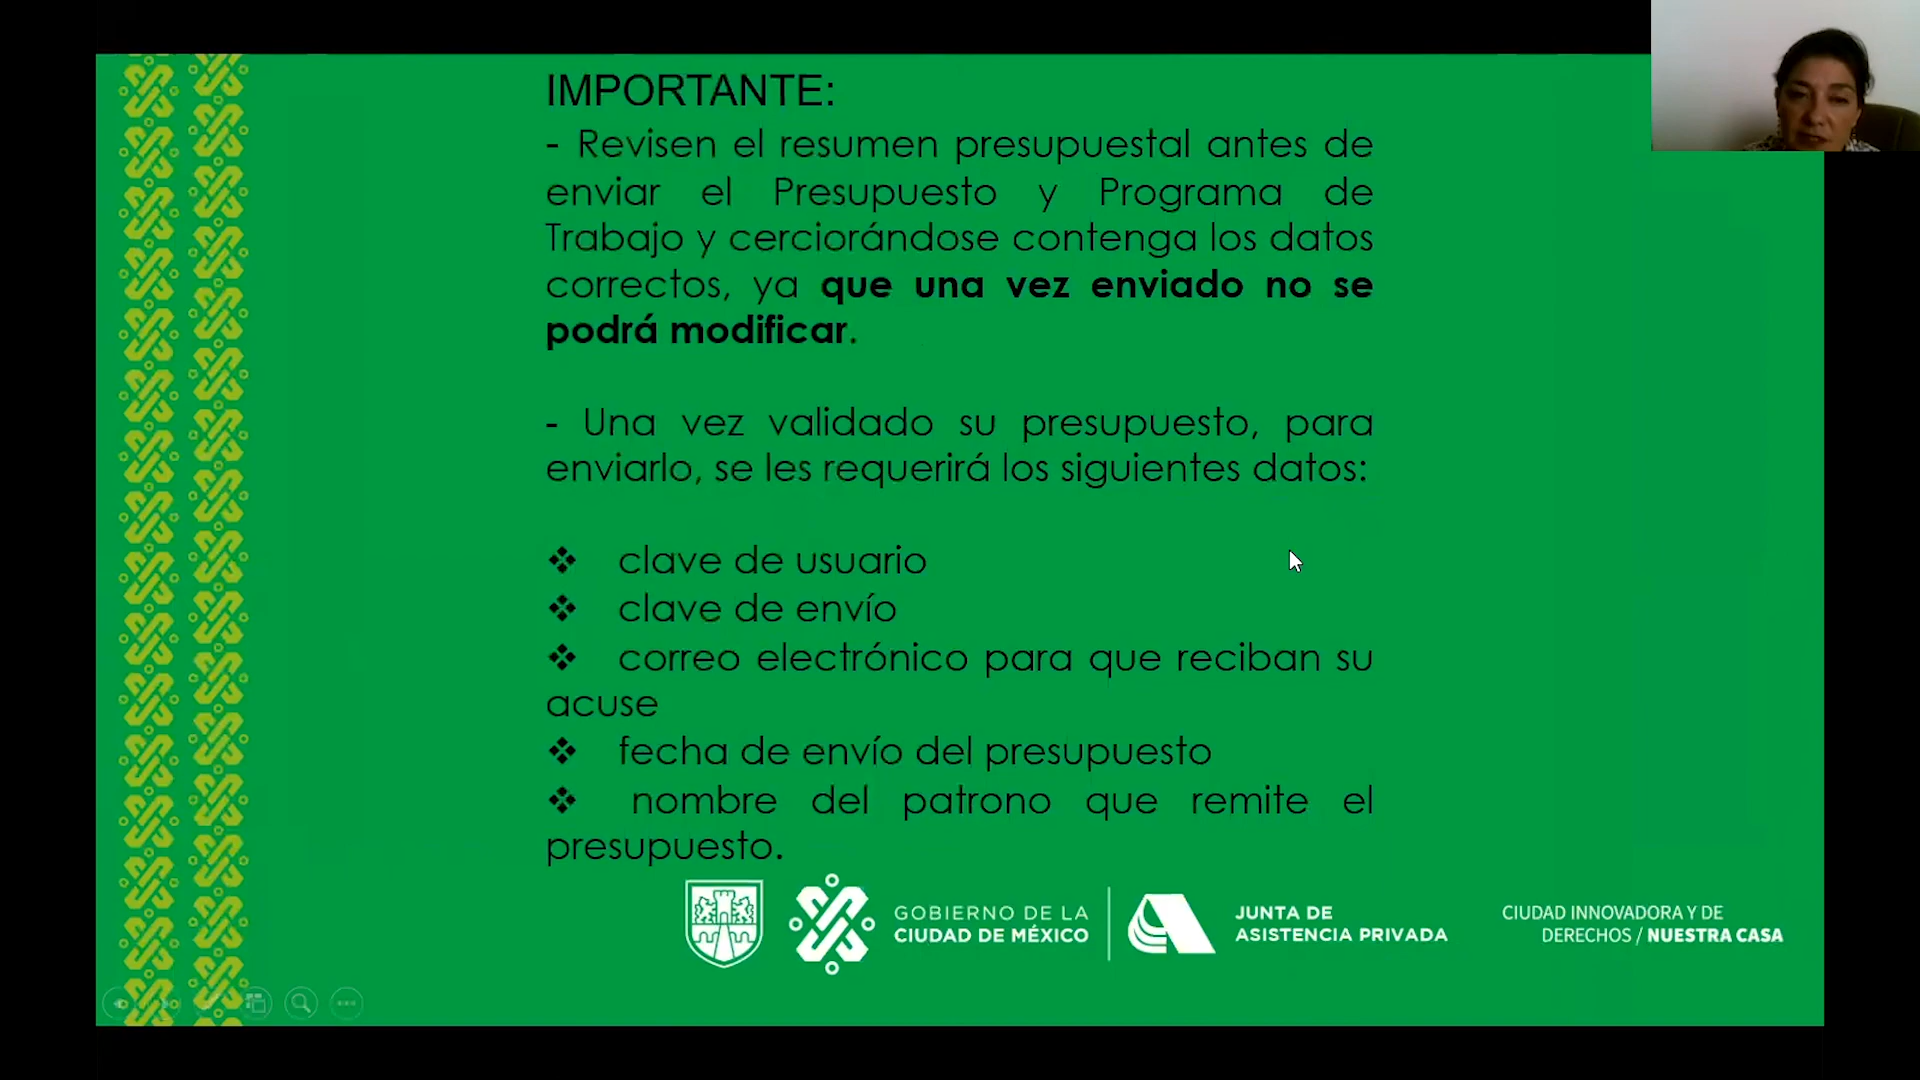 IMPORTANTE:
- Revisen el resumen presupuestal antes de
enviar el Presupuesto y Programa de
Trabajo y cerciorándose contenga los datos
correctos, ya que una vez enviado no se
podrá modificar.
- Una vez validado su presupuesto, para
enviarlo, se les requerirá los siguientes datos:
❖ clave de usuario
❖ clave de envío
❖ correo electrónico para que reciban su
acuse
❖ fecha de envío del presupuesto
❖ nombre del patrono que remite el
presupuesto.
GOBIERNO DE LA
CIUDAD DE MÉXICO
JUNTA DE
ASISTENCIA PRIVADA
CIUDAD INNOVADORA Y DE
DERECHOS / NUESTRA CASA